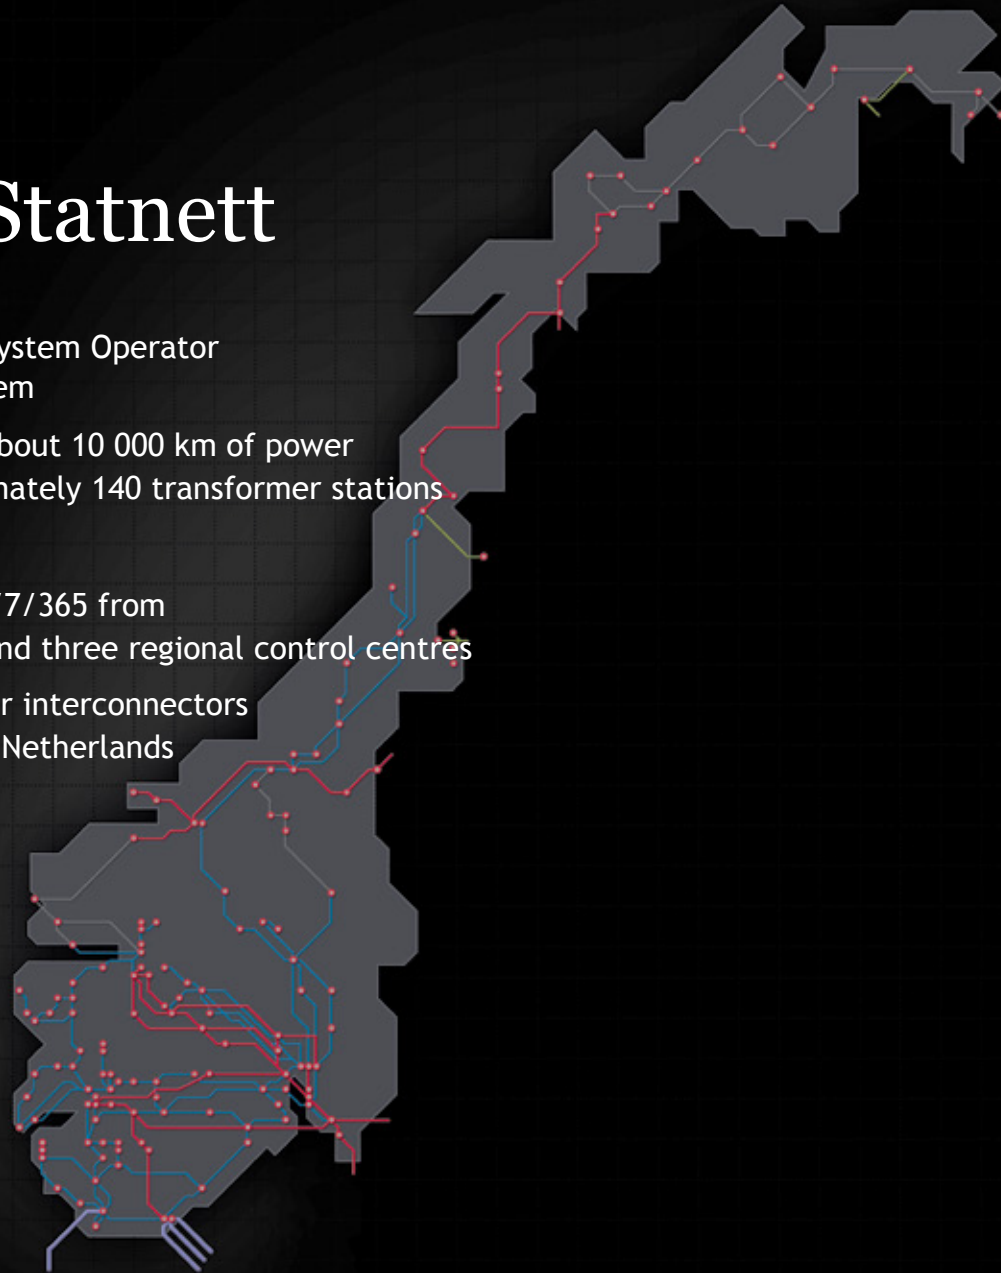 Statnett
ystem Operator
em
bout 10 000 km of power
nately 140 transformer stations
/7/365 from
nd three regional control centres
r interconnectors
Netherlands